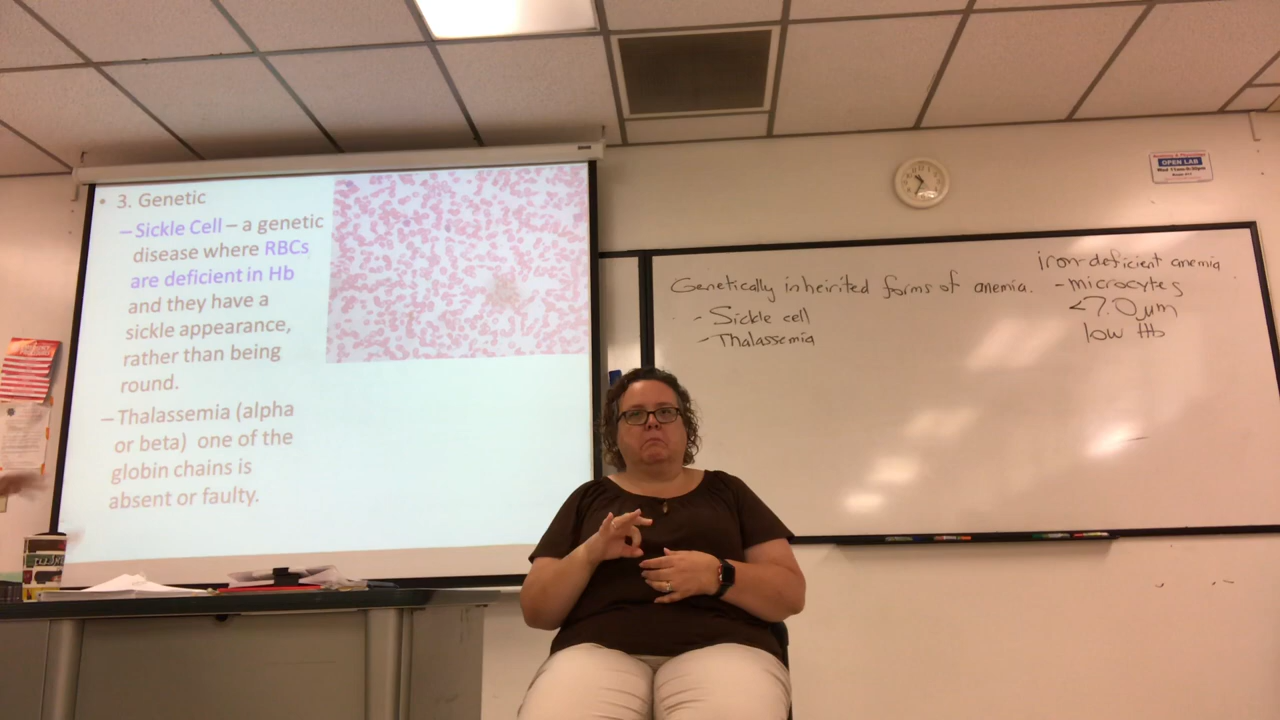 • 3. Genetic
– Sickle Cell – a genetic
disease where RBCs
are deficient in Hb
and they have a
sickle appearance,
rather than being
round.
– Thalassemia (alpha
or beta) one of the
globin chains is
absent or faulty.
Genetically inheirited forms of anemia.
- Sickle cell
- Thalassemia
iron-deficient anemia
- microcytes
<7.0 µm
low Hb
OPEN LAB